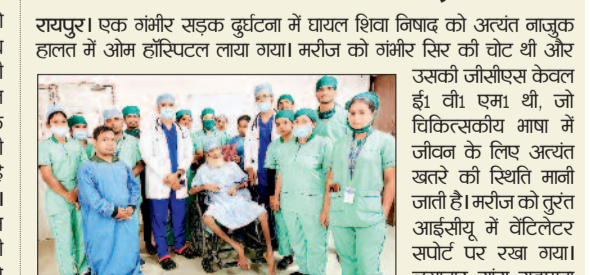 रायपुर। एक गंभीर सड़क दुर्घटना में घायल शिवा निषाद को अत्यंत नाजुक
हालत में ओम हॉस्पिटल लाया गया। मरीज को गंभीर सिर की चोट थी और
उसकी जीसीएस केवल
ई1 वी1 एम1 थी, जो
चिकित्सकीय भाषा में
जीवन के लिए अत्यंत
खतरे की स्थिति मानी
जाती है। मरीज को तुरंत
आईसीयू में वेंटिलेटर
सपोर्ट पर रखा गया।